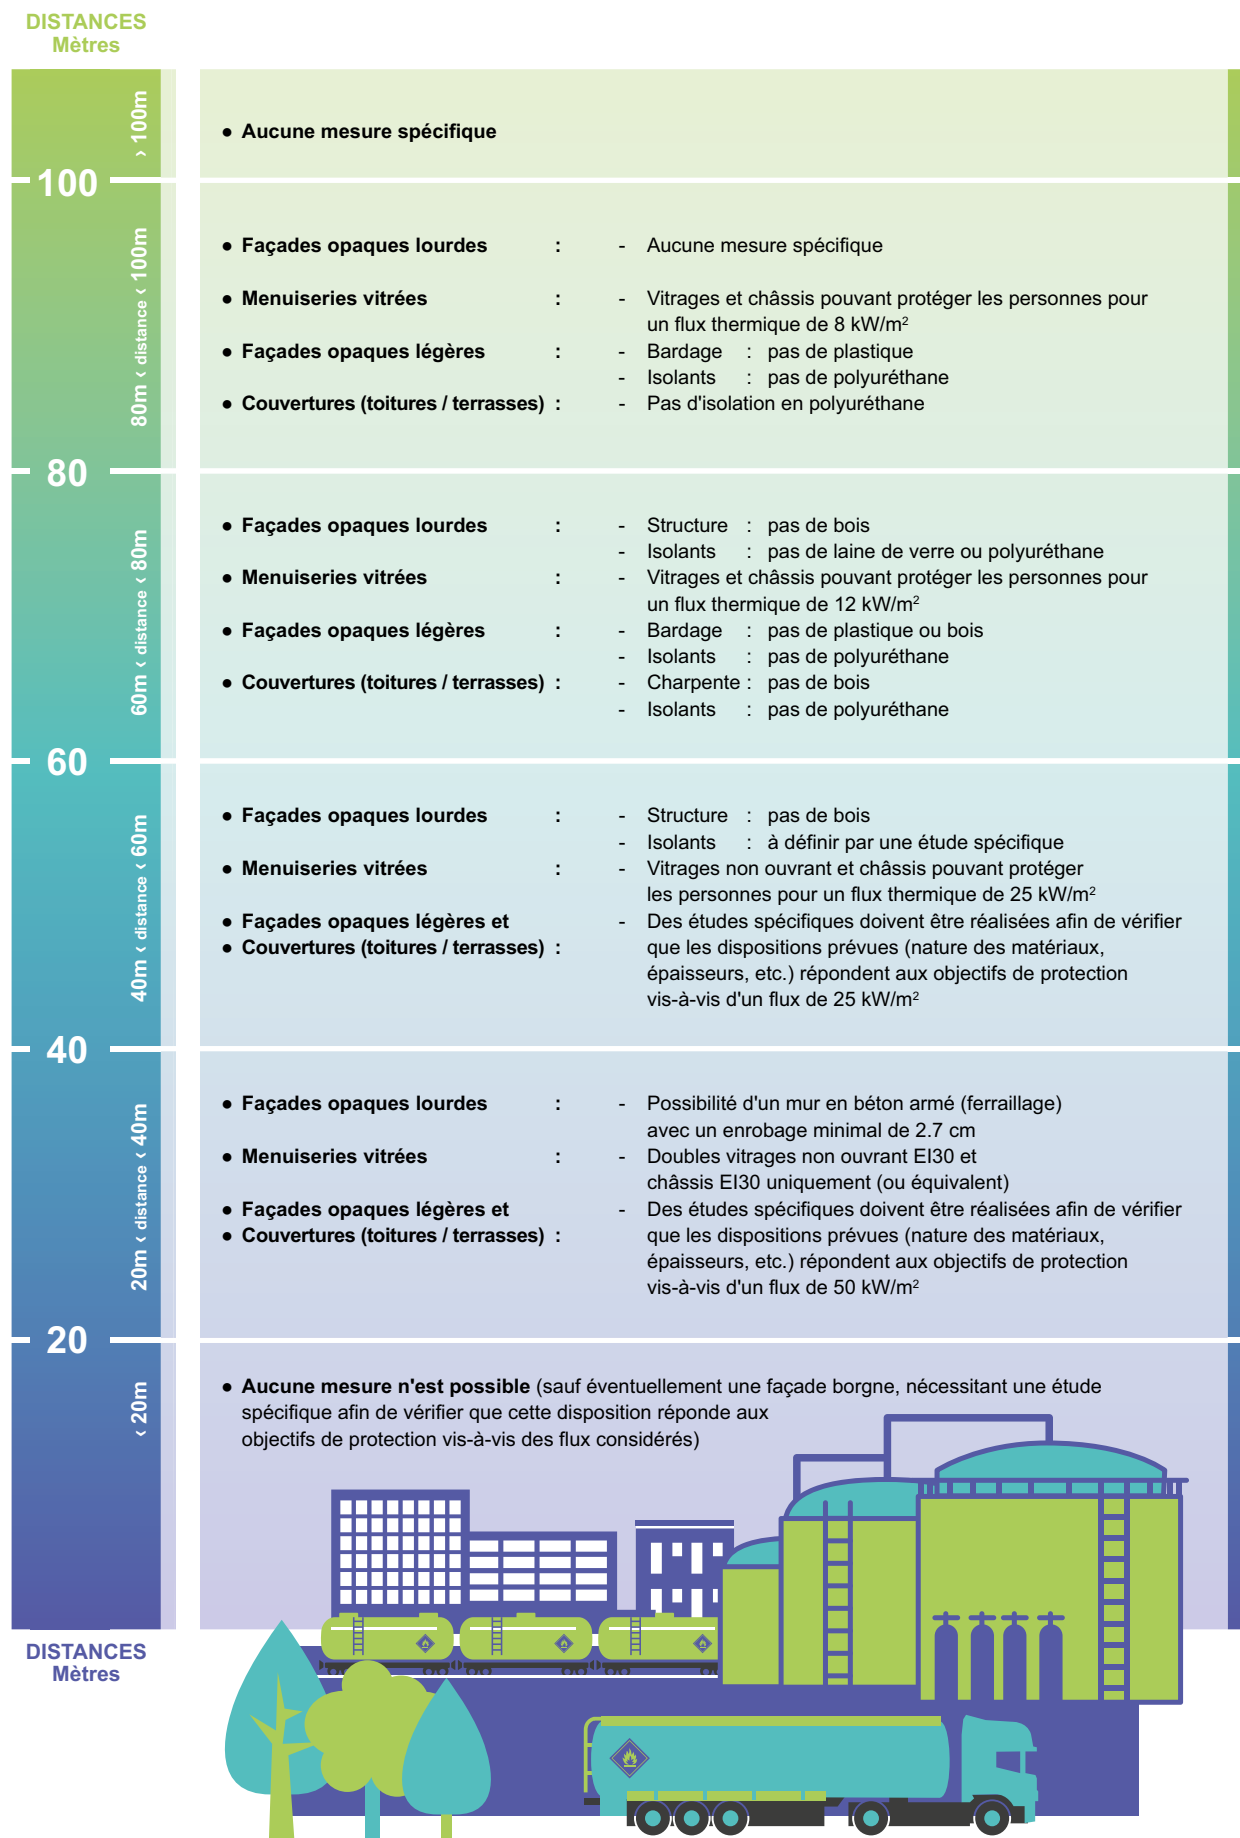 DISTANCES
Mètres
› 100m
● Aucune mesure spécifique
100
80m ‹ distance ‹ 100m
● Façades opaques lourdes : - Aucune mesure spécifique
● Menuiseries vitrées : - Vitrages et châssis pouvant protéger les personnes pour
un flux thermique de 8 kW/m²
● Façades opaques légères : - Bardage : pas de plastique
- Isolants : pas de polyuréthane
● Couvertures (toitures / terrasses) : - Pas d'isolation en polyuréthane
80
60m ‹ distance ‹ 80m
● Façades opaques lourdes : - Structure : pas de bois
- Isolants : pas de laine de verre ou polyuréthane
● Menuiseries vitrées : - Vitrages et châssis pouvant protéger les personnes pour
un flux thermique de 12 kW/m²
● Façades opaques légères : - Bardage : pas de plastique ou bois
- Isolants : pas de polyuréthane
● Couvertures (toitures / terrasses) : - Charpente : pas de bois
- Isolants : pas de polyuréthane
60
40m ‹ distance ‹ 60m
● Façades opaques lourdes : - Structure : pas de bois
- Isolants : à définir par une étude spécifique
● Menuiseries vitrées : - Vitrages non ouvrant et châssis pouvant protéger
les personnes pour un flux thermique de 25 kW/m²
● Façades opaques légères et - Des études spécifiques doivent être réalisées afin de vérifier
● Couvertures (toitures / terrasses) : que les dispositions prévues (nature des matériaux,
épaisseurs, etc.) répondent aux objectifs de protection
vis-à-vis d'un flux de 25 kW/m²
40
20m ‹ distance ‹ 40m
● Façades opaques lourdes : - Possibilité d'un mur en béton armé (ferraillage)
avec un enrobage minimal de 2.7 cm
● Menuiseries vitrées : - Doubles vitrages non ouvrant EI30 et
châssis EI30 uniquement (ou équivalent)
● Façades opaques légères et - Des études spécifiques doivent être réalisées afin de vérifier
● Couvertures (toitures / terrasses) : que les dispositions prévues (nature des matériaux,
épaisseurs, etc.) répondent aux objectifs de protection
vis-à-vis d'un flux de 50 kW/m²
20
‹ 20m
● Aucune mesure n'est possible (sauf éventuellement une façade borgne, nécessitant une étude
spécifique afin de vérifier que cette disposition réponde aux
objectifs de protection vis-à-vis des flux considérés)
DISTANCES
Mètres